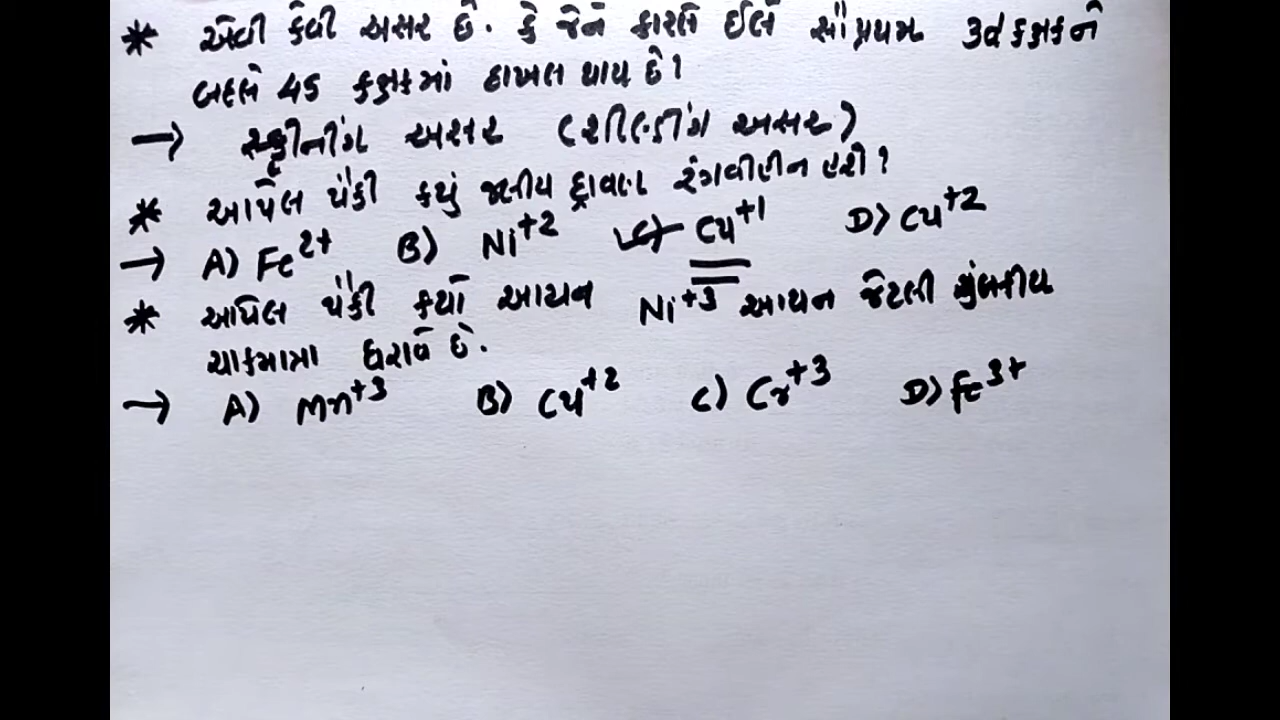 * એવી કેવી અસર છે. કે જેને કારણે ઈલે સૌપ્રથમ 3d કક્ષકને
બદલે 4s કક્ષકમાં દાખલ થાય છે?
→ સ્ક્રીનીંગ અસર (શીલ્ડીંગ અસર)
* આપેલ પૈકી કયું જલીય દ્રાવણ રંગવીહીન હશે?
→ A) Fe2+ B) Ni+2 C) Cu+1 D) Cu+2
* આપેલ પૈકી કયો આયન Ni+3 આયન જેટલી ચુંબકીય
ચાકમાત્રા ધરાવે છે.
→ A) Mn+3 B) Cu+2 C) Cr+3 D) Fe3+